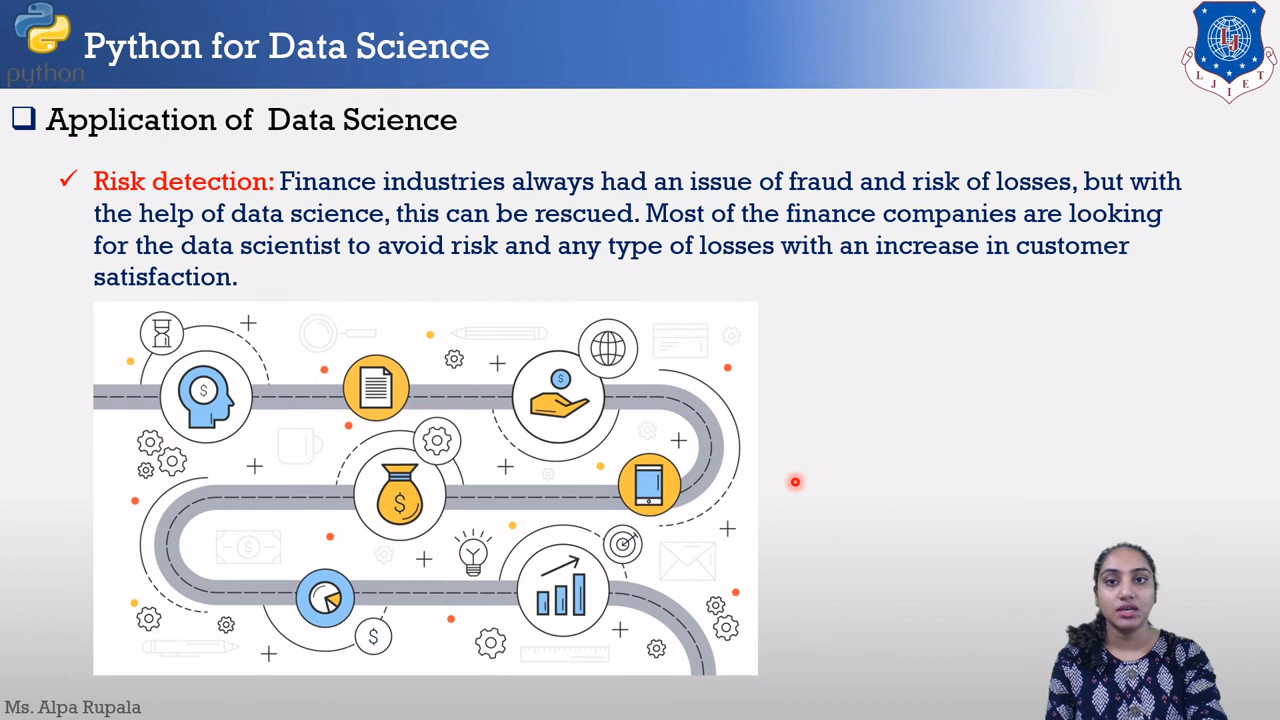 python
Python for Data Science
L J I E T
Application of Data Science
Risk detection: Finance industries always had an issue of fraud and risk of losses, but with
the help of data science, this can be rescued. Most of the finance companies are looking
for the data scientist to avoid risk and any type of losses with an increase in customer
satisfaction.
$
$
$
$
$
Ms. Alpa Rupala